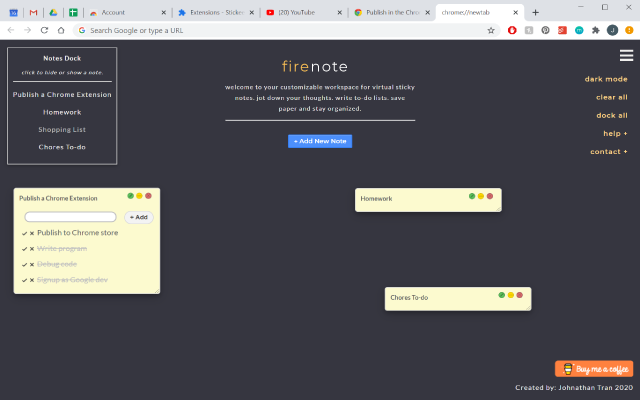 Account
Extensions - Sticker
(20) YouTube
Publish in the Chro
chrome://newtab
Search Google or type a URL
Notes Dock
click to hide or show a note.
Publish a Chrome Extension
Homework
Shopping List
Chores To-do
firenote
welcome to your customizable workspace for virtual sticky
notes. jot down your thoughts. write to-do lists. save
paper and stay organized.
+ Add New Note
dark mode
clear all
dock all
help +
contact +
Publish a Chrome Extension
+ Add
Publish to Chrome store
Write program
Debug code
Signup as Google dev
Homework
Chores To-do
Buy me a coffee
Created by: Johnathan Tran 2020